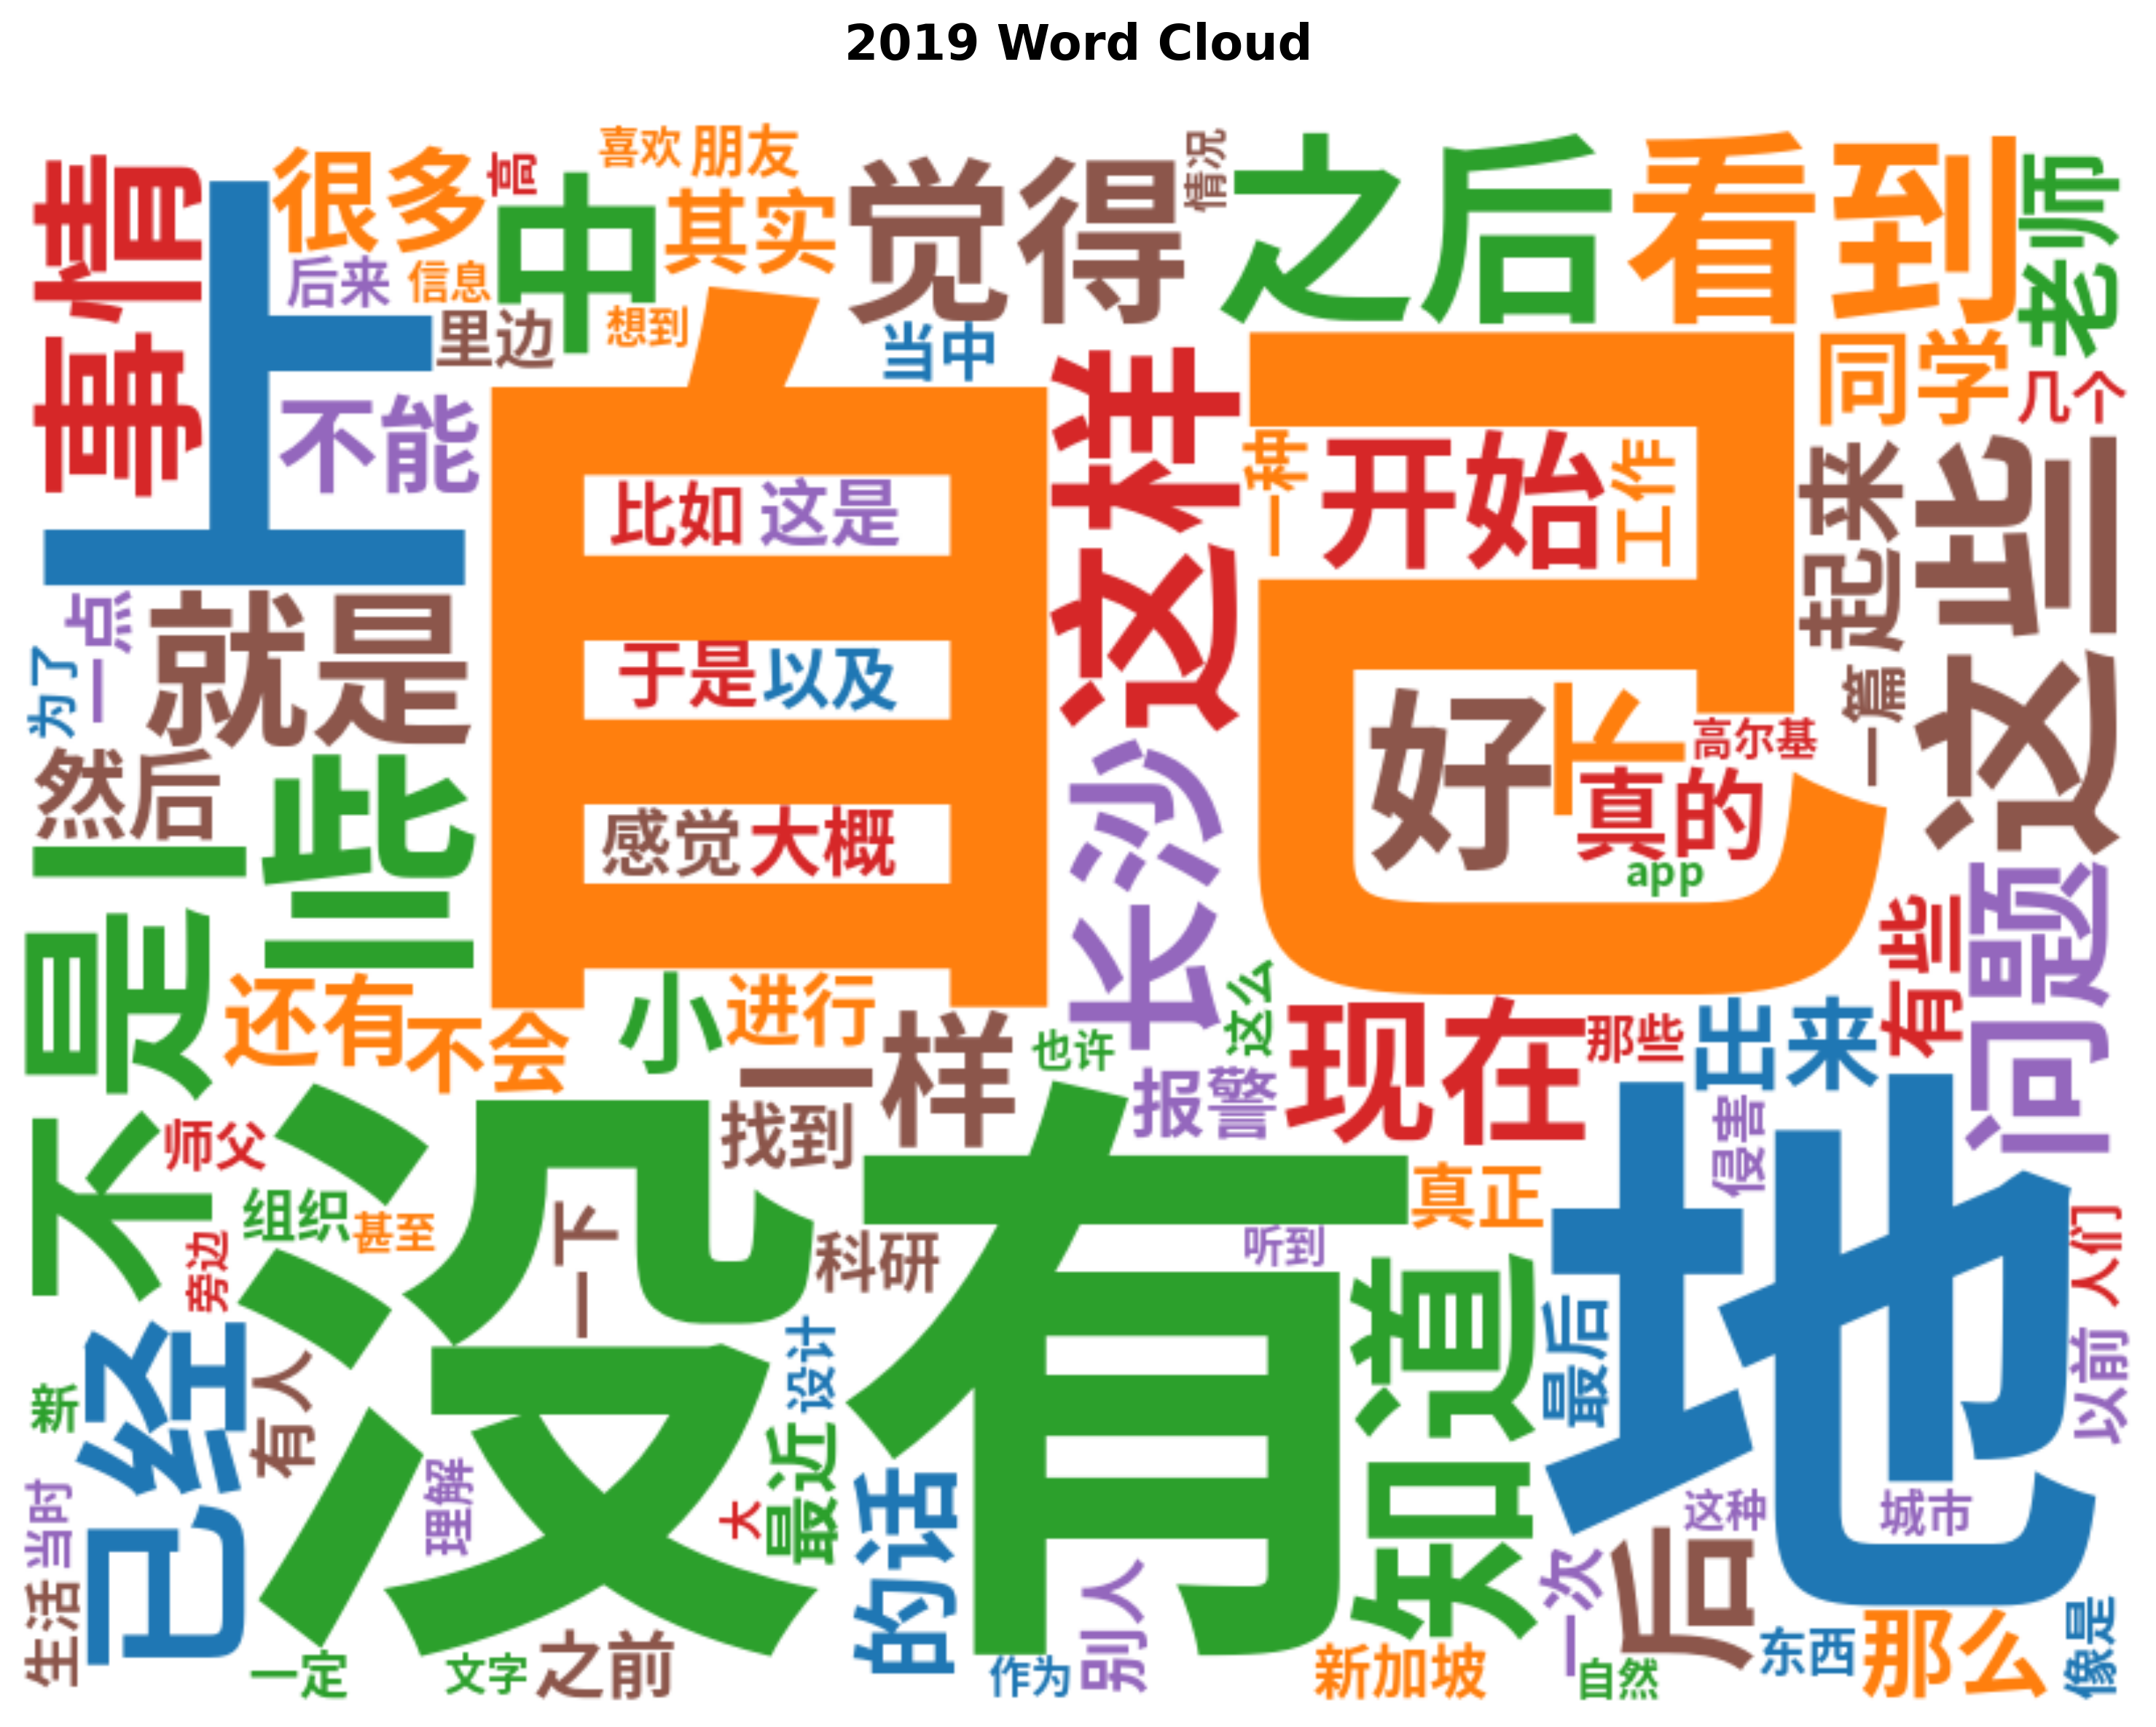 2019 Word Cloud
事情
上
很多
高
喜欢
朋友
中
其实
觉得
情况
之后
看到
老师
后来
信息
里边
想到
当中
同学
几个
不能
自己
比如
这是
于是
以及
感觉
大概
这样
一种
开始
工作
起来
这些
一点
为了
就是
然后
一些
长沙
好
下
高尔基
真的
app
一篇
有些
问题
不是
还有
不会
三
小
进行
一样
也许
这么
现在
那些
出来
报警
找到
侵害
师父
组织
甚至
旁边
没有
一下
科研
听到
真正
知道
地
人们
最后
以前
已经
新
有人
设计
最近
大
理解
的话
当时
生活
一定
文字
之前
作为
别人
新加坡
一次
后
自然
这种
城市
东西
那么
像是